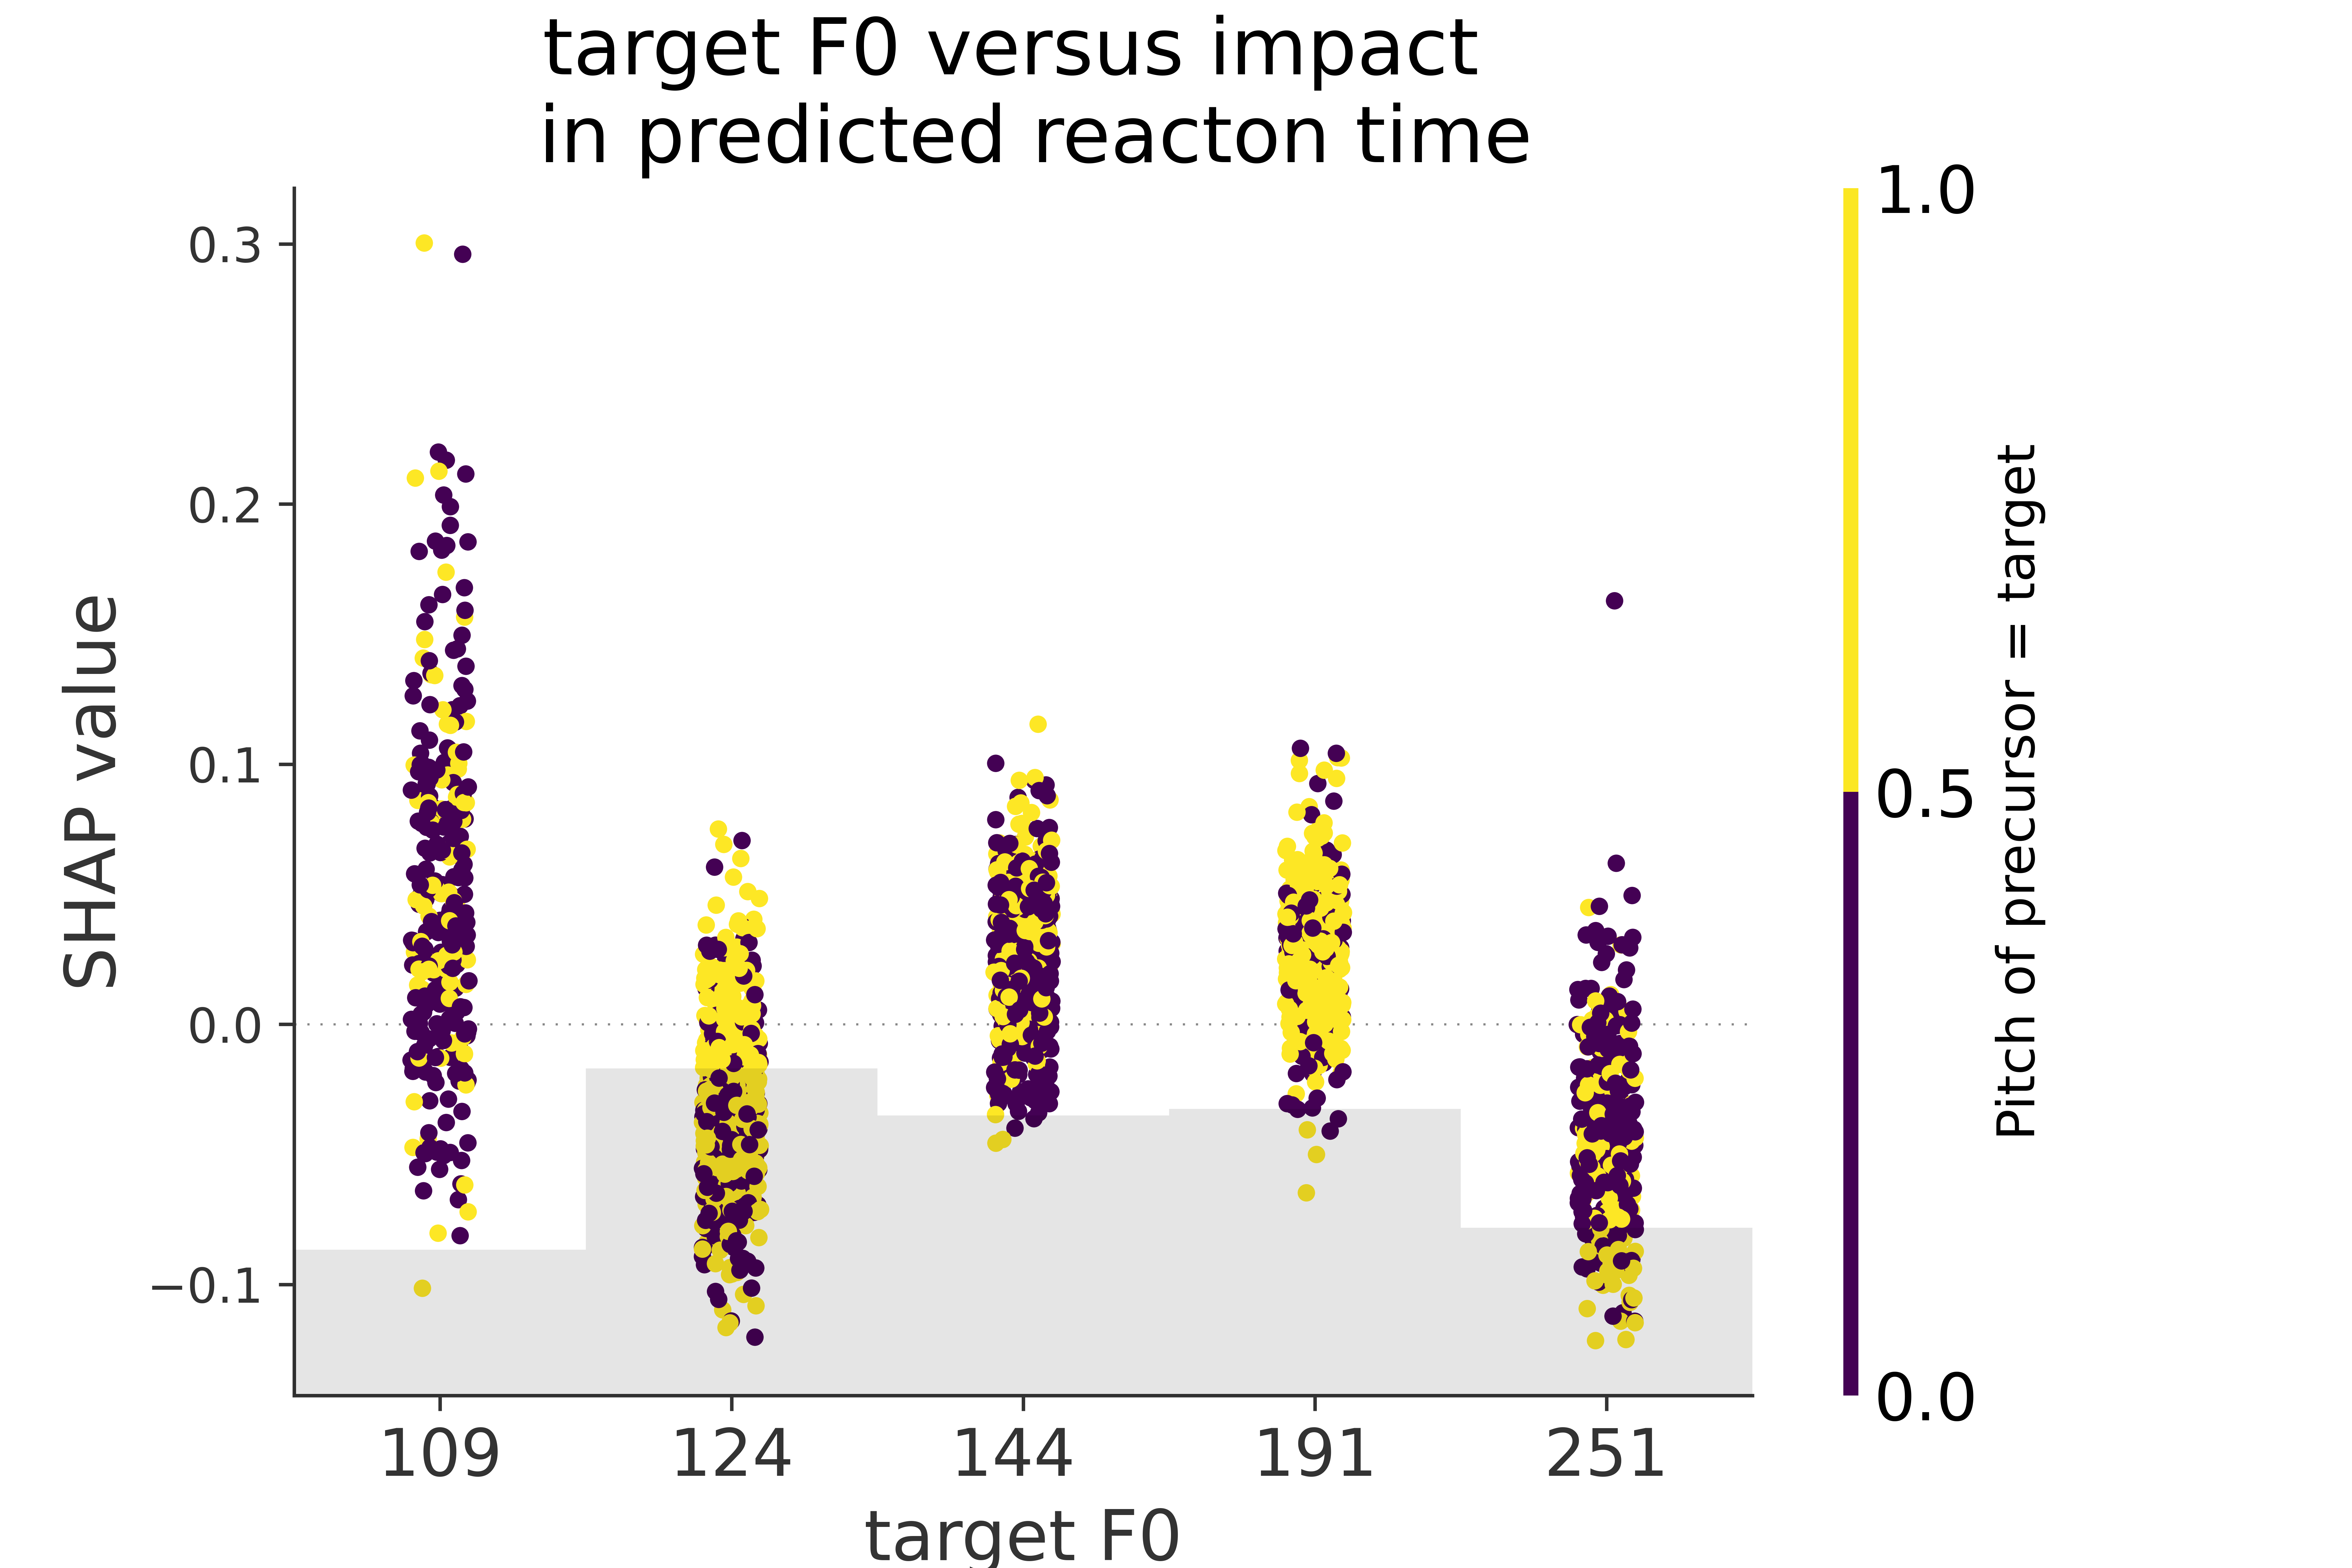 target F0 versus impact
in predicted reacton time
0.3
0.2
0.1
0.0
−0.1
SHAP value
109
124
144
191
251
target F0
1.0
0.5
0.0
Pitch of precursor = target